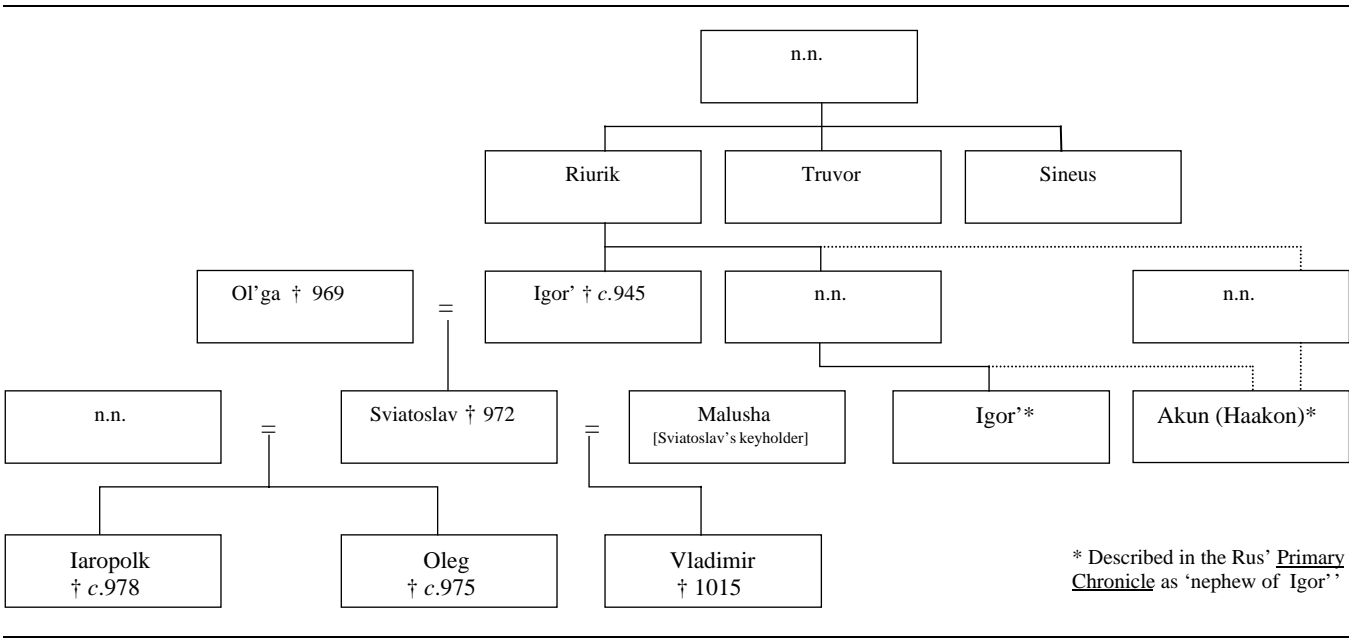 n.n.
Riurik
Truvor
Sineus
Ol’ga † 969
=
Igor’ † c.945
n.n.
n.n.
n.n.
=
Sviatoslav † 972
=
Malusha
[Sviatoslav’s keyholder]
Igor’*
Akun (Haakon)*
Iaropolk
† c.978
Oleg
† c.975
Vladimir
† 1015
* Described in the Rus’ Primary
Chronicle as ‘nephew of Igor’’